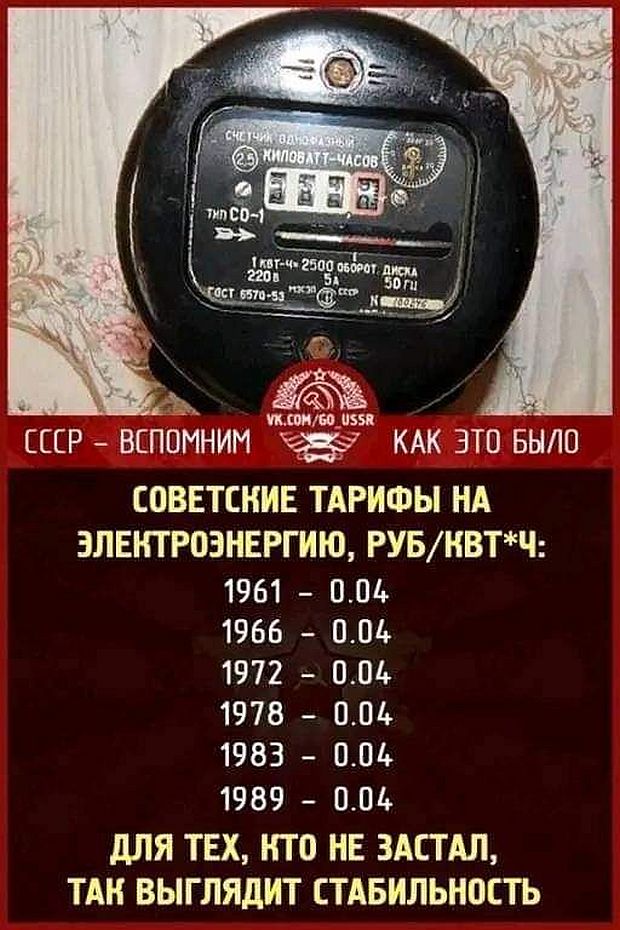 СЧЕТЧИК ОДНОФАЗНЫЙ
2,5 КИЛОВАТТ-ЧАСОВ
ТИП СО-1
1 КВТ-Ч= 2500 ОБОРОТ. ДИСКА
220 В 5А 50 ГЦ
ГОСТ 6570-53 МЭСЭП СССР N
VK.COM/GO_USSR
СССР – ВСПОМНИМ КАК ЭТО БЫЛО
СОВЕТСКИЕ ТАРИФЫ НА
ЭЛЕКТРОЭНЕРГИЮ, РУБ/КВТ*Ч:
1961 – 0.04
1966 – 0.04
1972 – 0.04
1978 – 0.04
1983 – 0.04
1989 – 0.04
ДЛЯ ТЕХ, КТО НЕ ЗАСТАЛ,
ТАК ВЫГЛЯДИТ СТАБИЛЬНОСТЬ